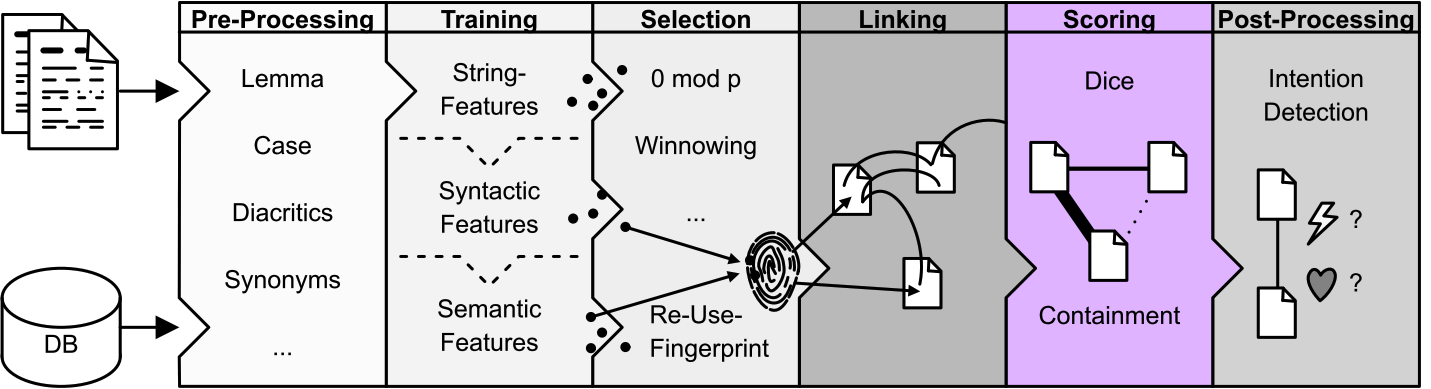 Pre-Processing
Training
Selection
Linking
Scoring
Post-Processing
Lemma
Case
Diacritics
Synonyms
...
DB
String-
Features
Syntactic
Features
Semantic
Features
0 mod p
Winnowing
...
Re-Use-
Fingerprint
Dice
Containment
Intention
Detection
?
?